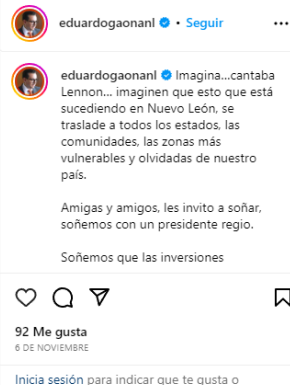 eduardogaonanl • Seguir
eduardogaonanl Imagina...cantaba
Lennon... imaginen que esto que está
sucediendo en Nuevo León, se
traslade a todos los estados, las
comunidades, las zonas más
vulnerables y olvidadas de nuestro
país.
Amigas y amigos, les invito a soñar,
soñemos con un presidente regio.
Soñemos que las inversiones
92 Me gusta
6 DE NOVIEMBRE
Inicia sesión para indicar que te gusta o